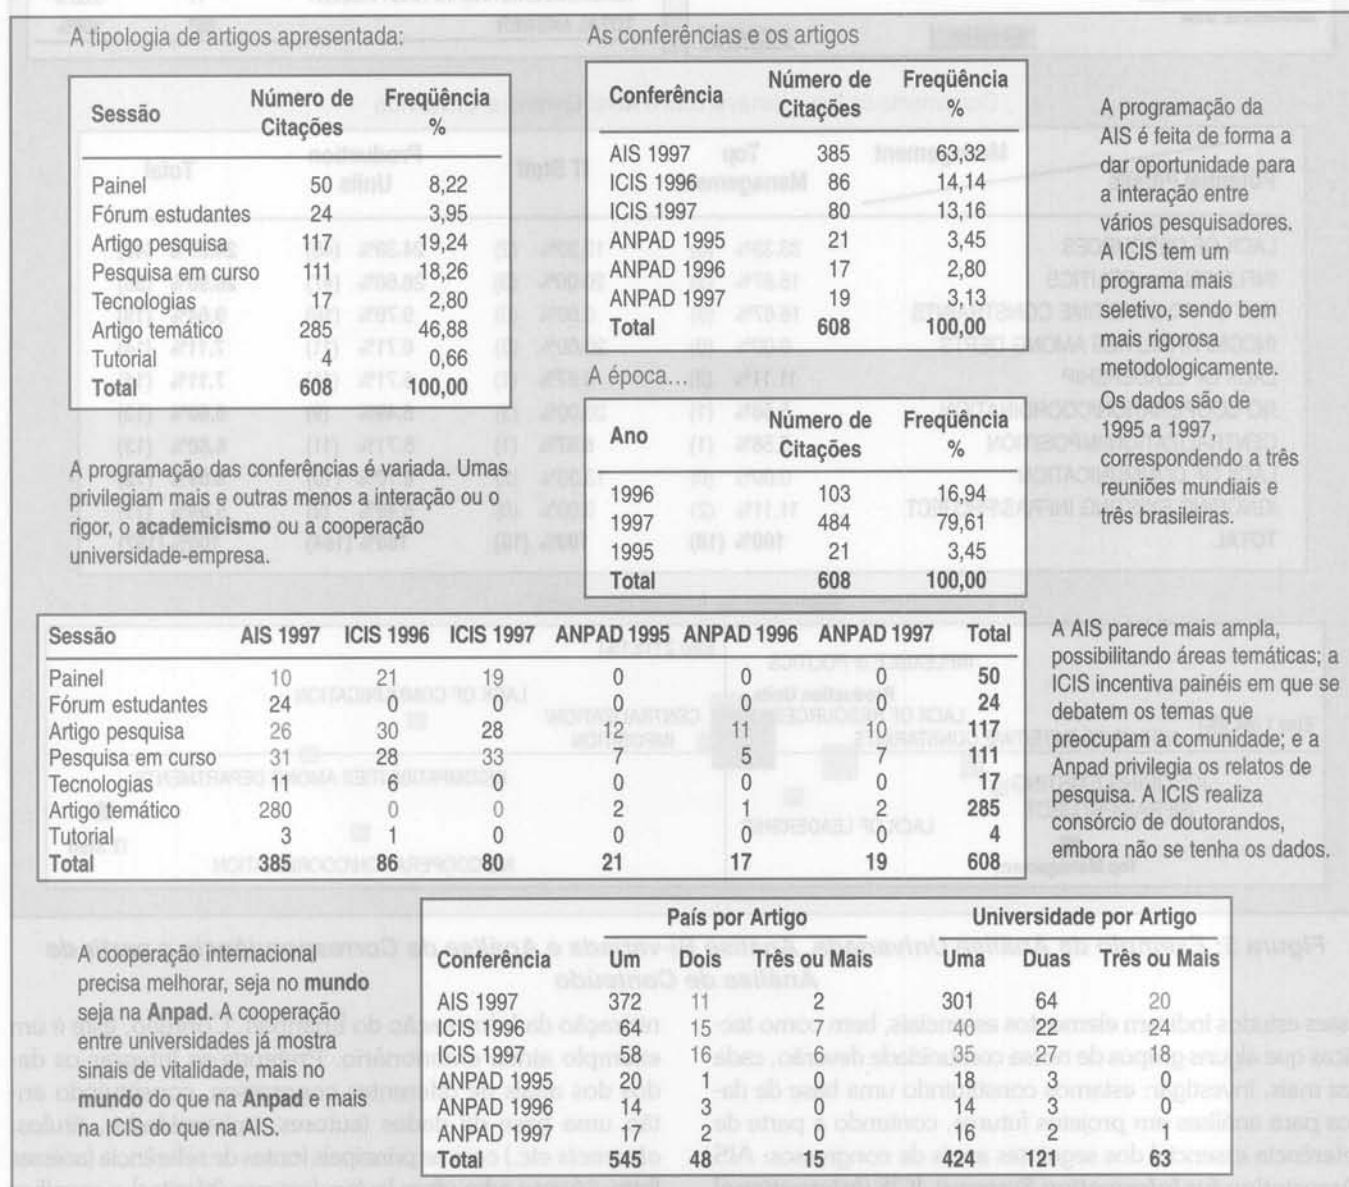 A tipologia de artigos apresentada:
Sessão Número de Citações Freqüência %
Painel 50 8,22
Fórum estudantes 24 3,95
Artigo pesquisa 117 19,24
Pesquisa em curso 111 18,26
Tecnologias 17 2,80
Artigo temático 285 46,88
Tutorial 4 0,66
Total 608 100,00
A programação das conferências é variada. Umas
privilegiam mais e outras menos a interação ou o
rigor, o academicismo ou a cooperação
universidade-empresa.
As conferências e os artigos
Conferência Número de Citações Freqüência %
AIS 1997 385 63,32
ICIS 1996 86 14,14
ICIS 1997 80 13,16
ANPAD 1995 21 3,45
ANPAD 1996 17 2,80
ANPAD 1997 19 3,13
Total 608 100,00
A época...
Ano Número de Citações Freqüência %
1996 103 16,94
1997 484 79,61
1995 21 3,45
Total 608 100,00
A programação da
AIS é feita de forma a
dar oportunidade para
a interação entre
vários pesquisadores.
A ICIS tem um
programa mais
seletivo, sendo bem
mais rigorosa
metodologicamente.
Os dados são de
1995 a 1997,
correspondendo a três
reuniões mundiais e
três brasileiras.
Sessão AIS 1997 ICIS 1996 ICIS 1997 ANPAD 1995 ANPAD 1996 ANPAD 1997 Total
Painel 10 21 19 0 0 0 50
Fórum estudantes 24 0 0 0 0 0 24
Artigo pesquisa 26 30 28 12 11 10 117
Pesquisa em curso 31 28 33 7 5 7 111
Tecnologias 11 6 0 0 0 0 17
Artigo temático 280 0 0 2 1 2 285
Tutorial 3 1 0 0 0 0 4
Total 385 86 80 21 17 19 608
A AIS parece mais ampla,
possibilitando áreas temáticas; a
ICIS incentiva painéis em que se
debatem os temas que
preocupam a comunidade; e a
Anpad privilegia os relatos de
pesquisa. A ICIS realiza
consórcio de doutorandos,
embora não se tenha os dados.
A cooperação internacional
precisa melhorar, seja no mundo
seja na Anpad. A cooperação
entre universidades já mostra
sinais de vitalidade, mais no
mundo do que na Anpad e mais
na ICIS do que na AIS.
País por Artigo Universidade por Artigo
Conferência Um Dois Três ou Mais Uma Duas Três ou Mais
AIS 1997 372 11 2 301 64 20
ICIS 1996 64 15 7 40 22 24
ICIS 1997 58 16 6 35 27 18
ANPAD 1995 20 1 0 18 3 0
ANPAD 1996 14 3 0 14 3 0
ANPAD 1997 17 2 0 16 2 1
Total 545 48 15 424 121 63